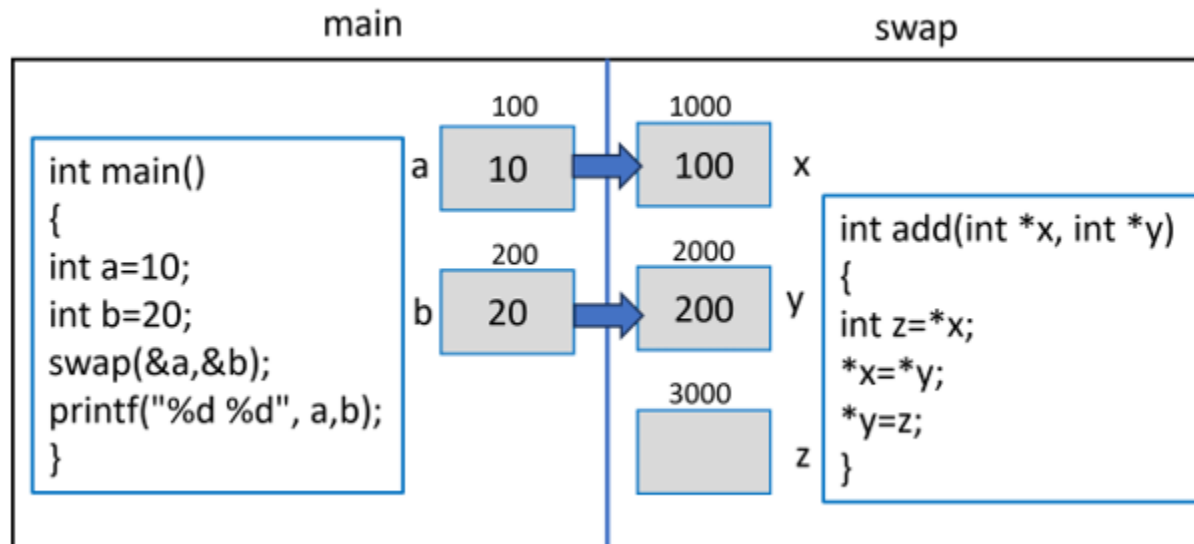 main
swap
100
1000
int main()
{
int a=10;
int b=20;
swap(&a,&b);
printf("%d %d", a,b);
}
a
10
100
x
200
2000
b
20
200
y
3000
z
int add(int *x, int *y)
{
int z=*x;
*x=*y;
*y=z;
}